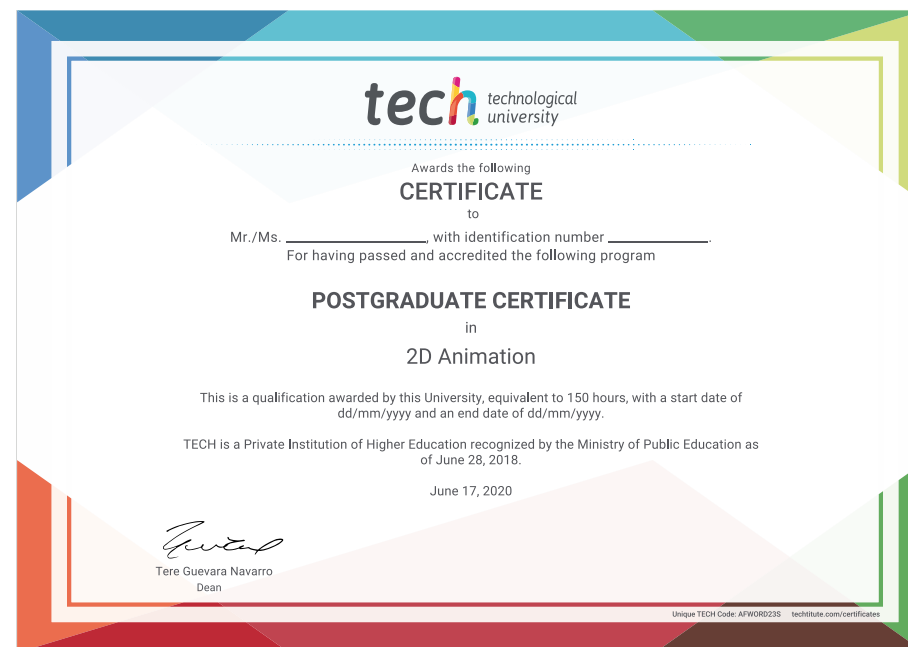 tech technological
university
Awards the following
CERTIFICATE
to
Mr./Ms. ____________________, with identification number ______________.
For having passed and accredited the following program
POSTGRADUATE CERTIFICATE
in
2D Animation
This is a qualification awarded by this University, equivalent to 150 hours, with a start date of
dd/mm/yyyy and an end date of dd/mm/yyyy.
TECH is a Private Institution of Higher Education recognized by the Ministry of Public Education as
of June 28, 2018.
June 17, 2020
Tere Guevara Navarro
Dean
Unique TECH Code: AFWORD23S techtitute.com/certificates